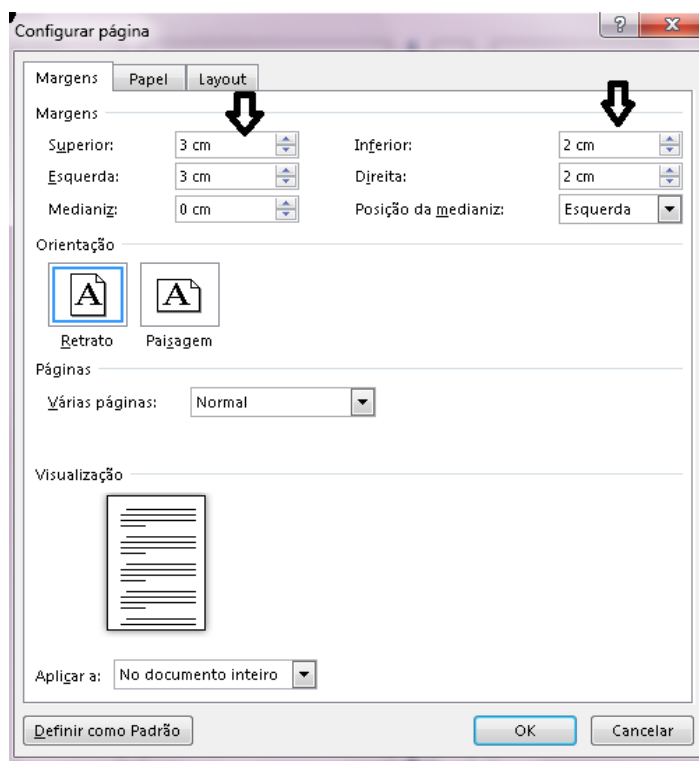 Configurar página
Margens Papel Layout
Margens
Superior: 3 cm Inferior: 2 cm
Esquerda: 3 cm Direita: 2 cm
Medianiz: 0 cm Posição da medianiz: Esquerda
Orientação
A A
Retrato Paisagem
Páginas
Várias páginas: Normal
Visualização
Aplicar a: No documento inteiro
Definir como Padrão OK Cancelar